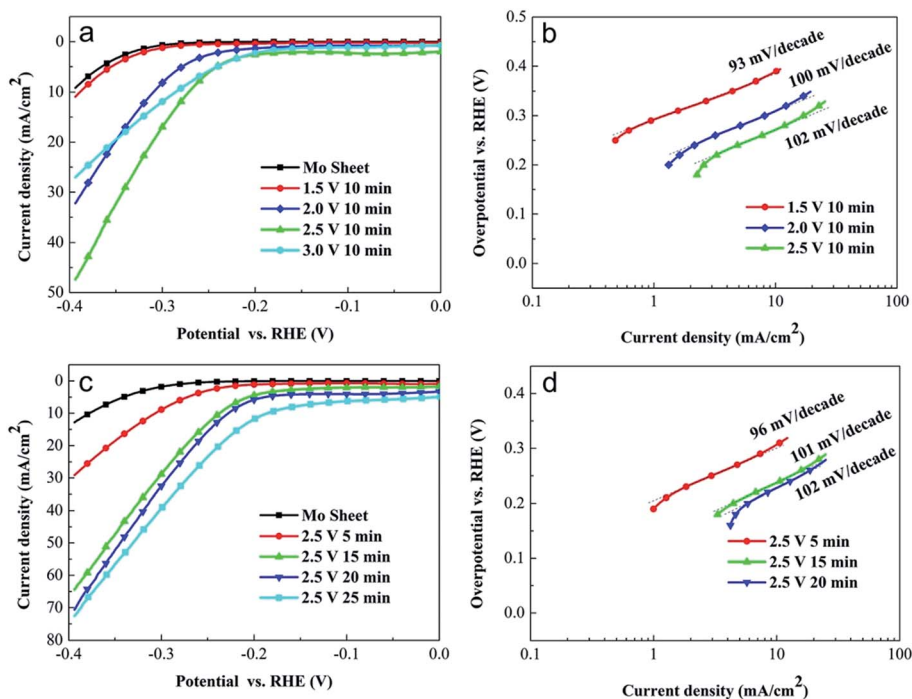 a
Current density (mA/cm²)
0
10
20
30
40
50
-0.4
-0.3
-0.2
-0.1
0.0
Potential vs. RHE (V)
Mo Sheet
1.5 V 10 min
2.0 V 10 min
2.5 V 10 min
3.0 V 10 min
b
Overpotential vs. RHE (V)
0.5
0.4
0.3
0.2
0.1
0.0
0.1
1
10
100
Current density (mA/cm²)
93 mV/decade
100 mV/decade
102 mV/decade
1.5 V 10 min
2.0 V 10 min
2.5 V 10 min
c
Current density (mA/cm²)
0
10
20
30
40
50
60
70
80
-0.4
-0.3
-0.2
-0.1
0.0
Potential vs. RHE (V)
Mo Sheet
2.5 V 5 min
2.5 V 15 min
2.5 V 20 min
2.5 V 25 min
d
Overpotential vs. RHE (V)
0.4
0.3
0.2
0.1
0.0
0.1
1
10
100
Current density (mA/cm²)
96 mV/decade
101 mV/decade
102 mV/decade
2.5 V 5 min
2.5 V 15 min
2.5 V 20 min